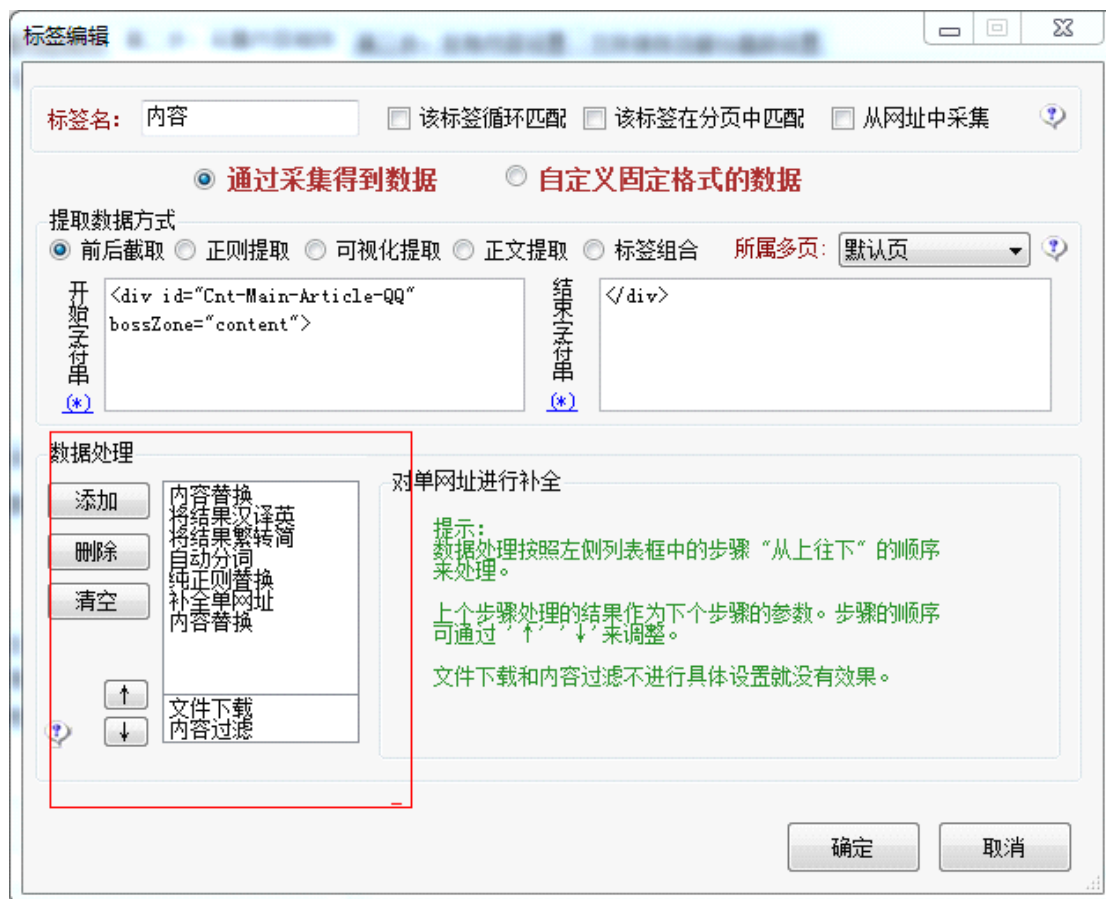 标签编辑
标签名: 内容 该标签循环匹配 该标签在分页中匹配 从网址中采集
通过采集得到数据 自定义固定格式的数据
提取数据方式
前后截取 正则提取 可视化提取 正文提取 标签组合 所属多页: 默认页
开始字符串
(*)
<div id="Cnt-Main-Article-QQ"
bossZone="content">
结束字符串
(*)
</div>
数据处理
添加
删除
清空
↑
↓
内容替换
将结果汉译英
将结果繁转简
自动分词
纯正则替换
补全单网址
内容替换
文件下载
内容过滤
对单网址进行补全
提示:
数据处理按照左侧列表框中的步骤“从上往下”的顺序
来处理。
上个步骤处理的结果作为下个步骤的参数。步骤的顺序
可通过’↑’ ’↓’来调整。
文件下载和内容过滤不进行具体设置就没有效果。
确定 取消